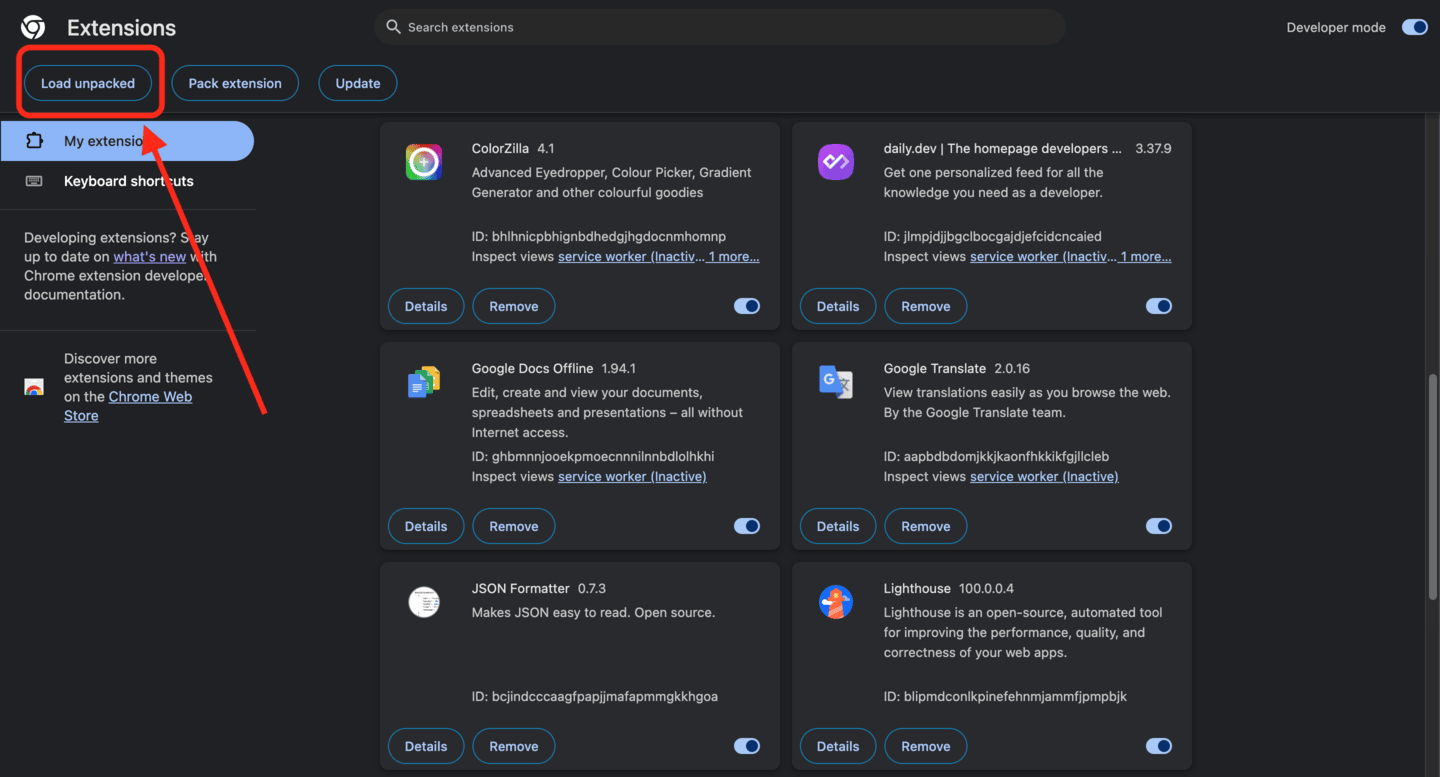 Extensions
Search extensions
Developer mode
Load unpacked
Pack extension
Update
My extensio
Keyboard shortcuts
Developing extensions? Stay
up to date on what's new with
Chrome extension developer
documentation.
Discover more
extensions and themes
on the Chrome Web
Store
ColorZilla 4.1
Advanced Eyedropper, Colour Picker, Gradient
Generator and other colourful goodies
ID: bhlhnicpbhignbdhedgjhgdocnmhomnp
Inspect views service worker (Inactiv... 1 more...
Details
Remove
daily.dev | The homepage developers ... 3.37.9
Get one personalized feed for all the
knowledge you need as a developer.
ID: jlmpjdjjbgclbocgajdjefcidcncaied
Inspect views service worker (Inactiv... 1 more...
Details
Remove
Google Docs Offline 1.94.1
Edit, create and view your documents,
spreadsheets and presentations – all without
Internet access.
ID: ghbmnnjooekpmoecnnnilnnbdlolhkhi
Inspect views service worker (Inactive)
Details
Remove
Google Translate 2.0.16
View translations easily as you browse the web.
By the Google Translate team.
ID: aapbdbdomjkkjkaonfhkkikfgjllcleb
Inspect views service worker (Inactive)
Details
Remove
JSON Formatter 0.7.3
Makes JSON easy to read. Open source.
ID: bcjindcccaagfpapjjmafapmmgkkhgoa
Details
Remove
Lighthouse 100.0.0.4
Lighthouse is an open-source, automated tool
for improving the performance, quality, and
correctness of your web apps.
ID: blipmdconlkpinefehnmjammfjpmpbjk
Details
Remove